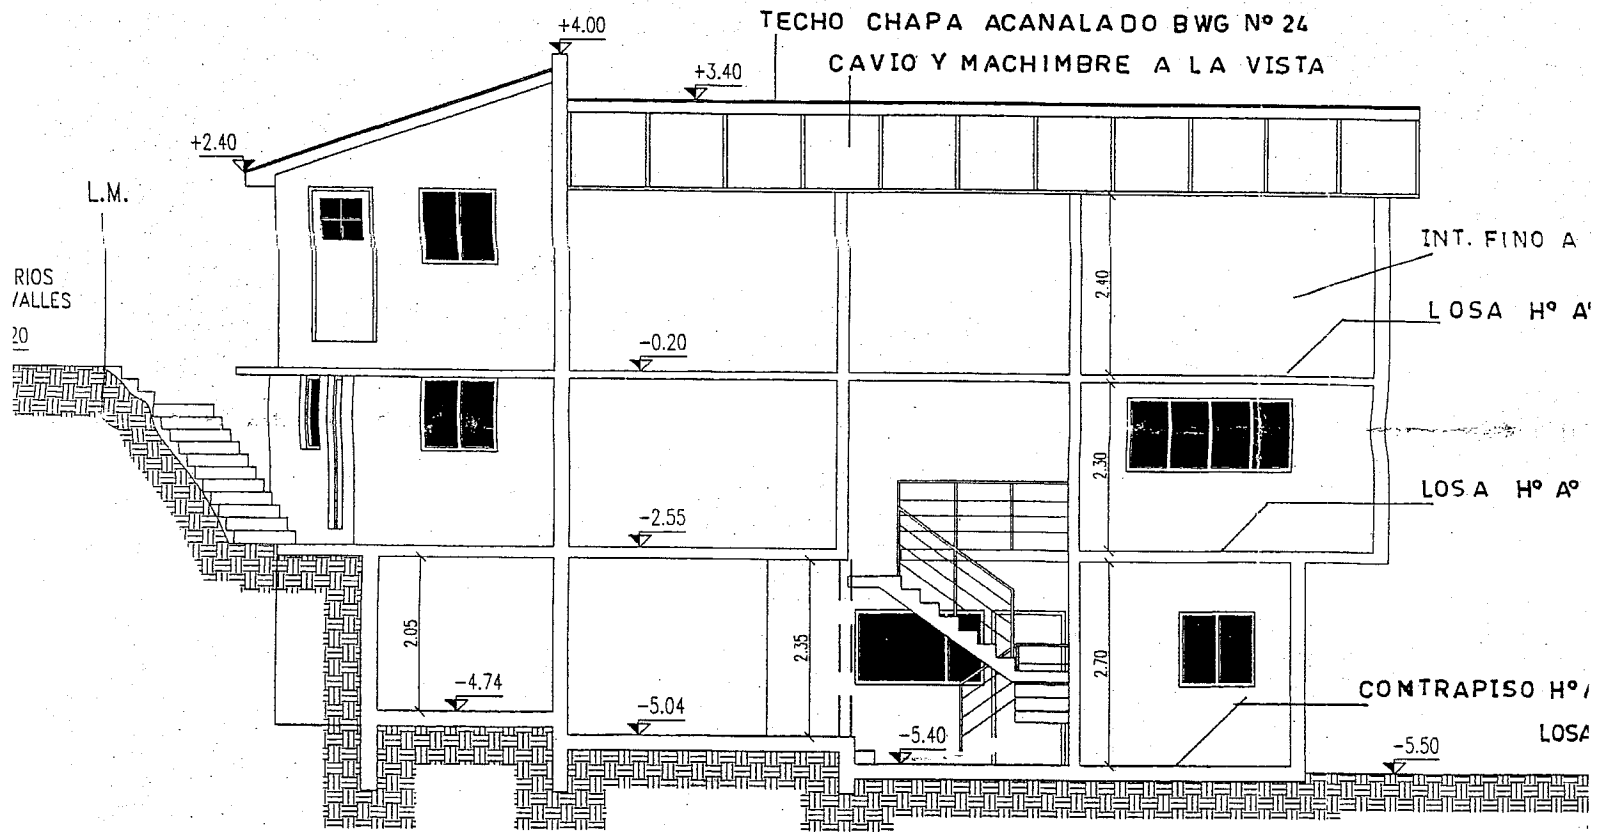 TECHO CHAPA ACANALADO BWG Nº 24
CAVIO Y MACHIMBRE A LA VISTA
+4.00
+3.40
+2.40
L.M.
RIOS
VALLES
20
INT. FINO A
2.40
LOSA Hº Aº
-0.20
2.30
LOSA Hº Aº
-2.55
2.05
2.35
2.70
-4.74
-5.04
-5.40
CONTRAPISO Hº
LOSA
-5.50